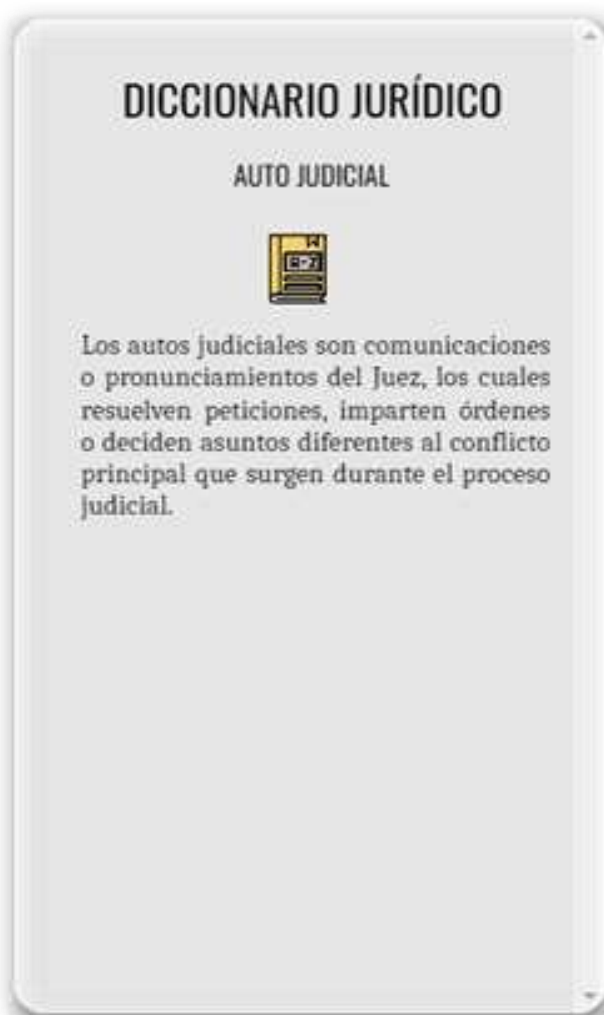 DICCIONARIO JURÍDICO
AUTO JUDICIAL
Los autos judiciales son comunicaciones
o pronunciamientos del Juez, los cuales
resuelven peticiones, imparten órdenes
o deciden asuntos diferentes al conflicto
principal que surgen durante el proceso
judicial.